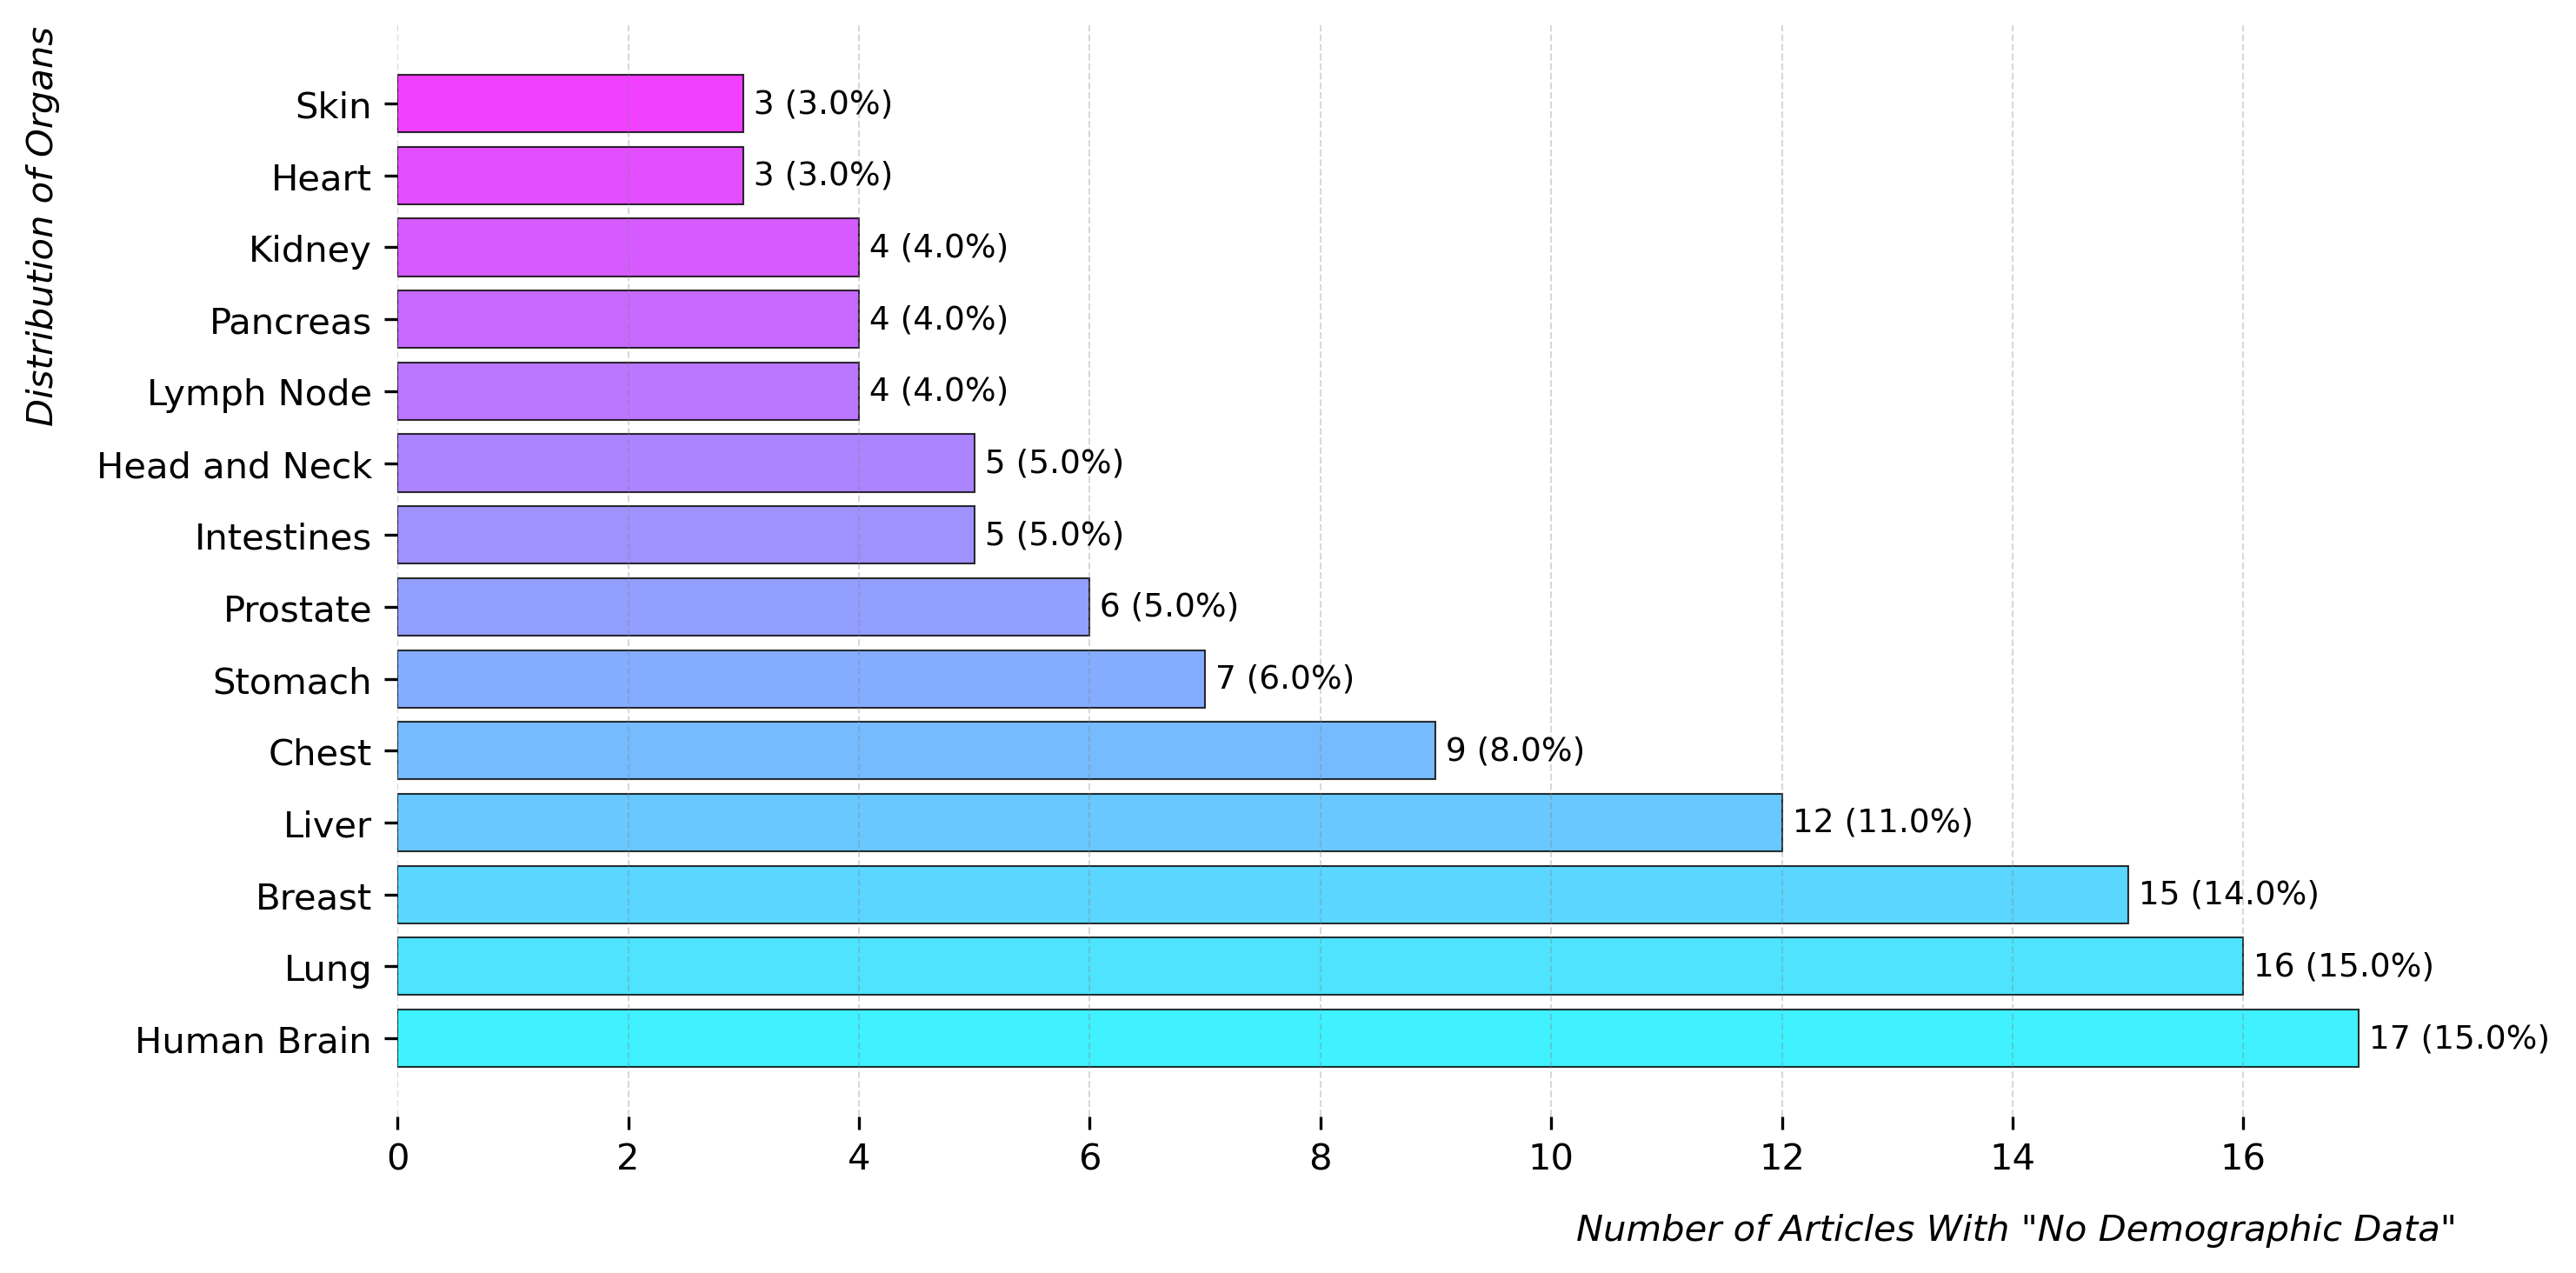 Distribution of Organs
Skin 3 (3.0%)
Heart 3 (3.0%)
Kidney 4 (4.0%)
Pancreas 4 (4.0%)
Lymph Node 4 (4.0%)
Head and Neck 5 (5.0%)
Intestines 5 (5.0%)
Prostate 6 (5.0%)
Stomach 7 (6.0%)
Chest 9 (8.0%)
Liver 12 (11.0%)
Breast 15 (14.0%)
Lung 16 (15.0%)
Human Brain 17 (15.0%)
0 2 4 6 8 10 12 14 16
Number of Articles With "No Demographic Data"